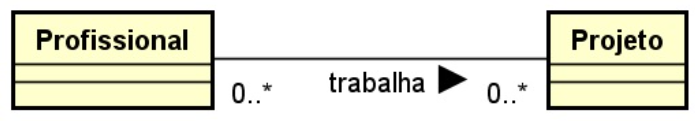 Profissional
Projeto
0..*
trabalha
0..*